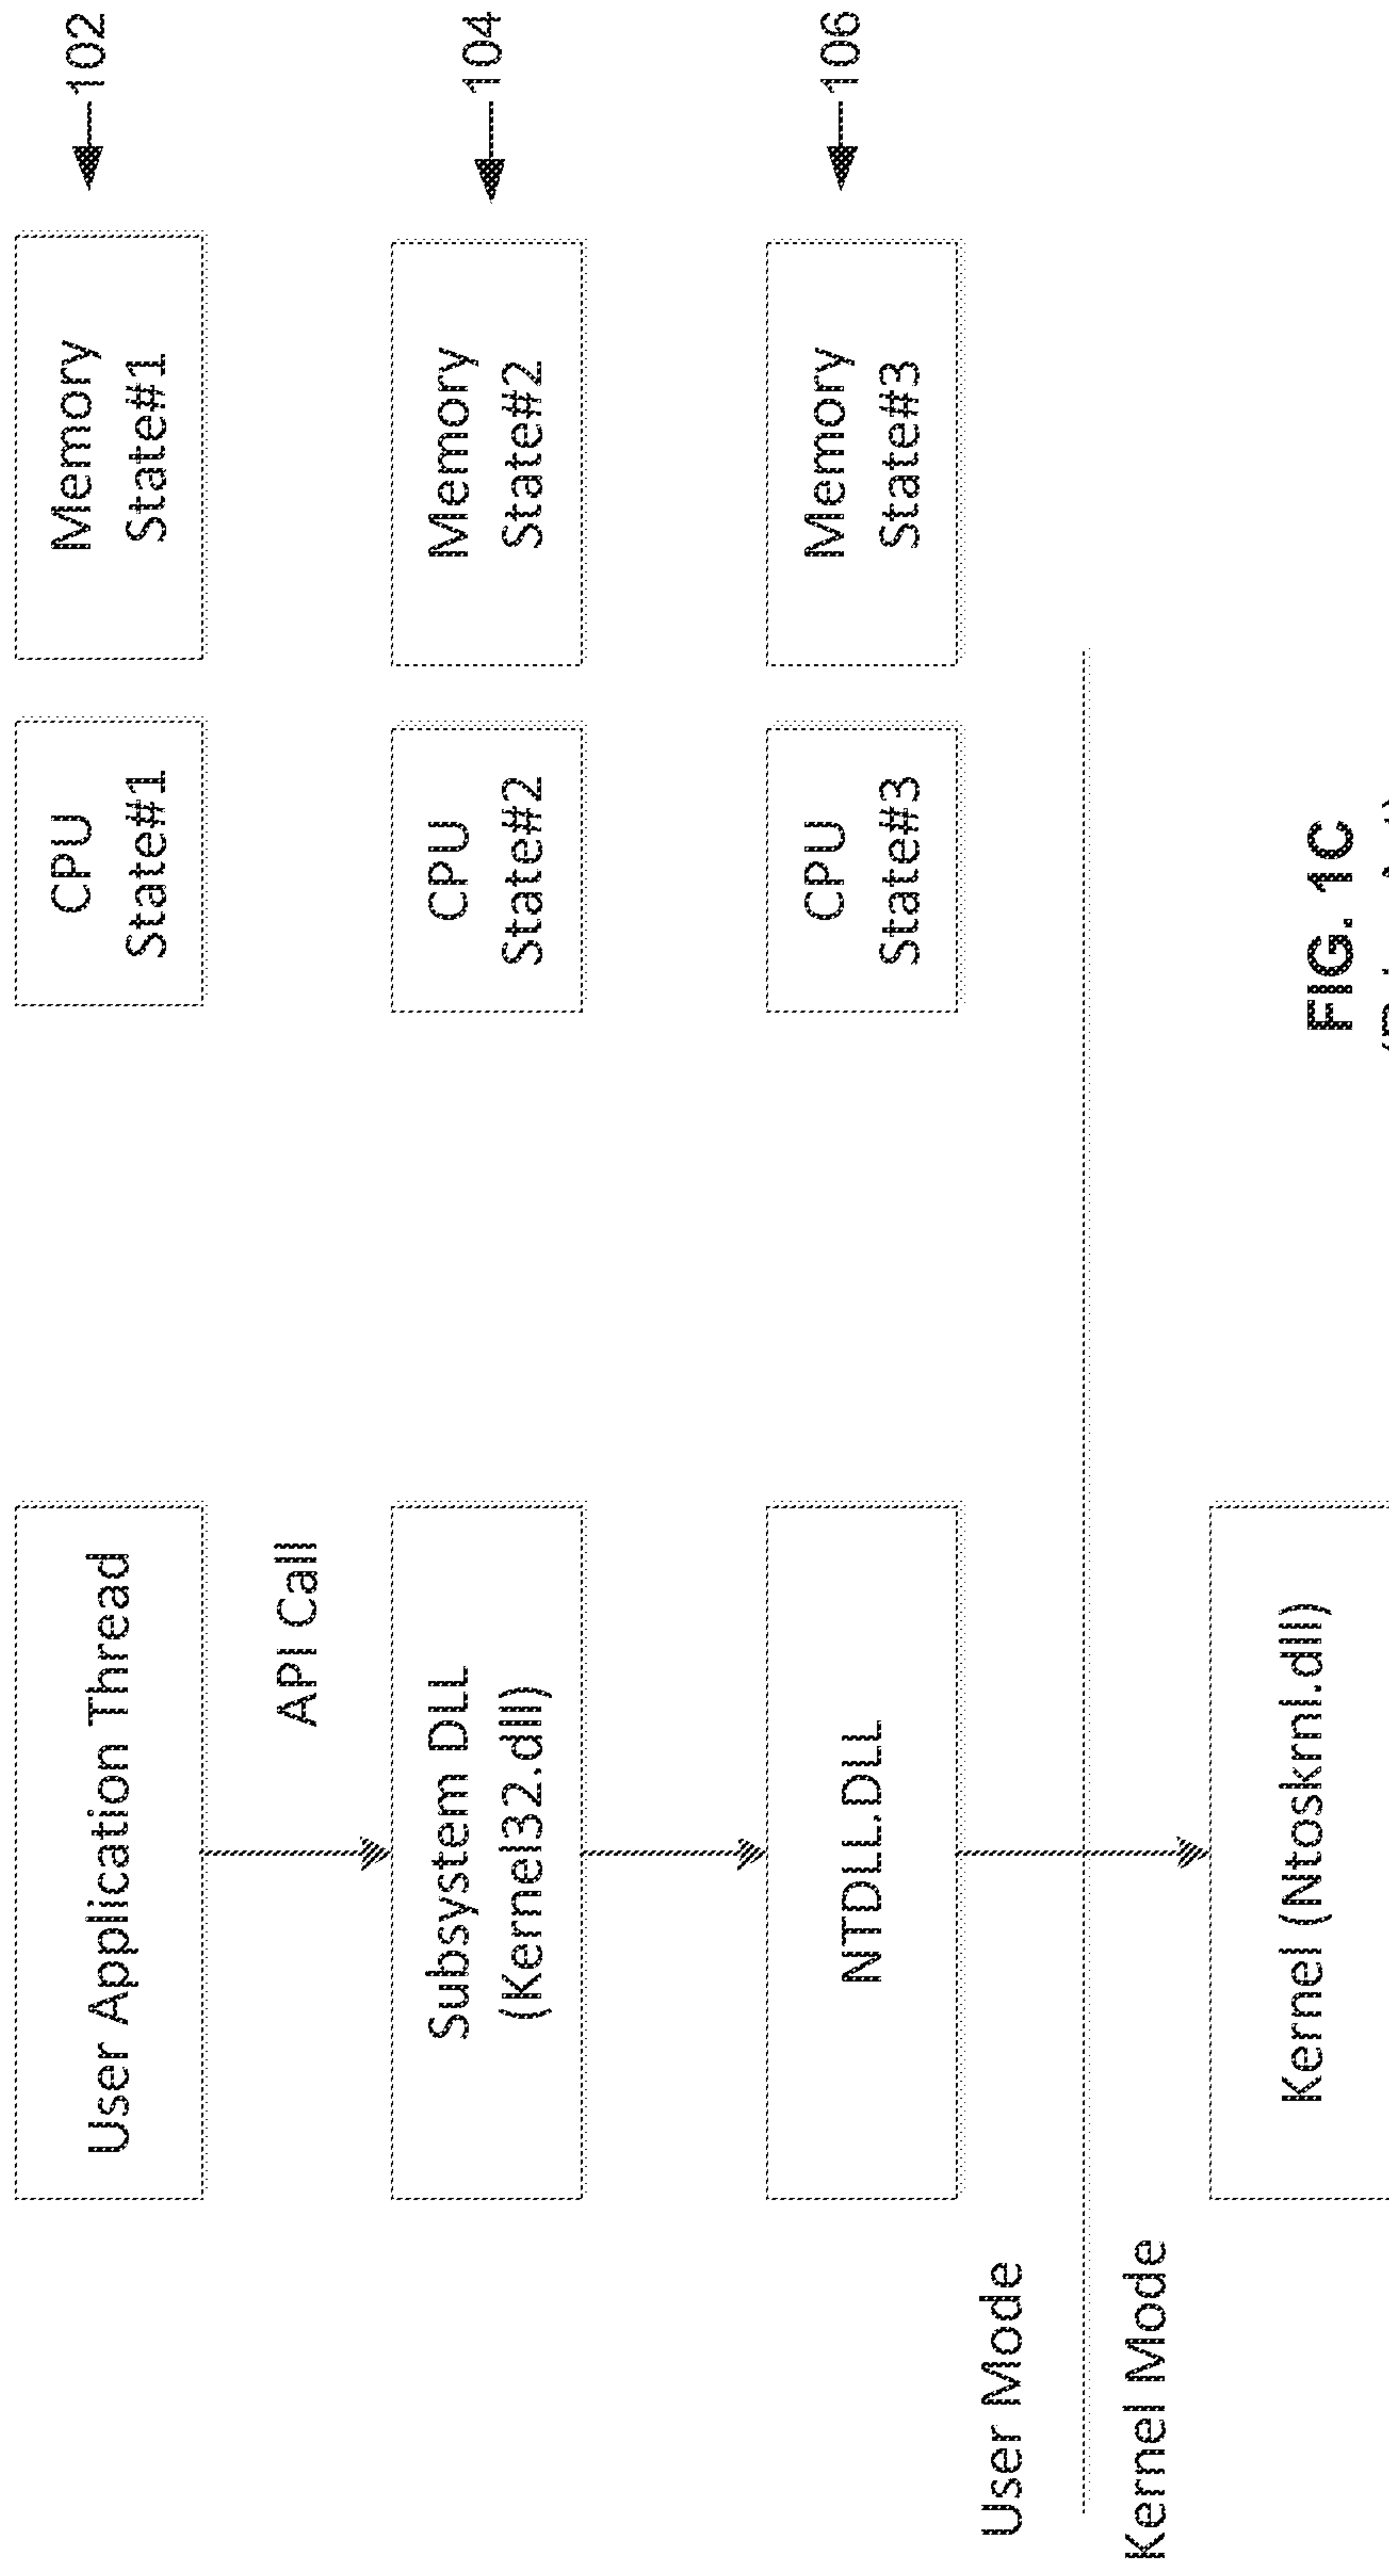 User Application Thread
CPU
State#1
Memory
State#1
102
API Call
Subsystem DLL
(Kernel32.dll)
CPU
State#2
Memory
State#2
104
NTDLL.DLL
CPU
State#3
Memory
State#3
106
User Mode
Kernel Mode
Kernel (Ntoskrnl.dll)
FIG. 1C